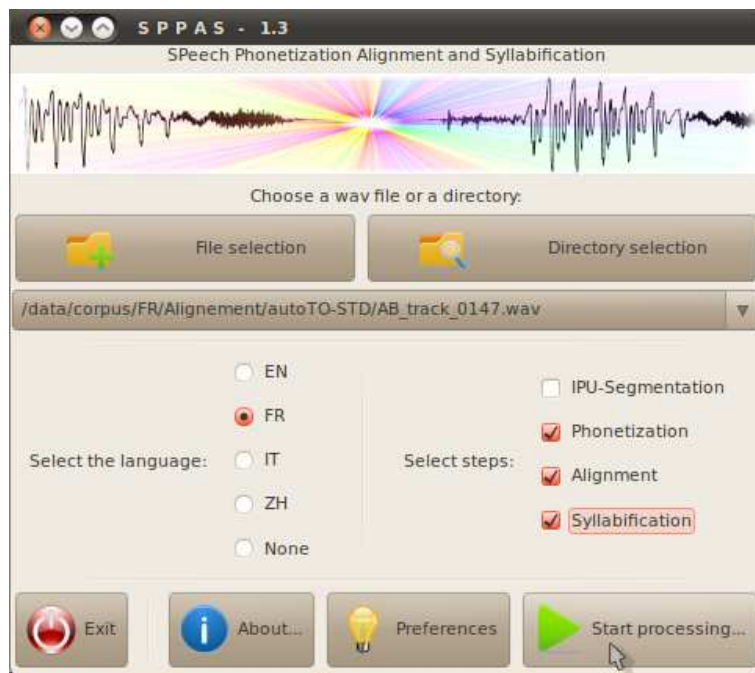 SPPAS - 1.3
SPeech Phonetization Alignment and Syllabification
Choose a wav file or a directory:
File selection
Directory selection
/data/corpus/FR/Alignement/autoTO-STD/AB_track_0147.wav
Select the language:
EN
FR
IT
ZH
None
Select steps:
IPU-Segmentation
Phonetization
Alignment
Syllabification
Exit
About...
Preferences
Start processing...